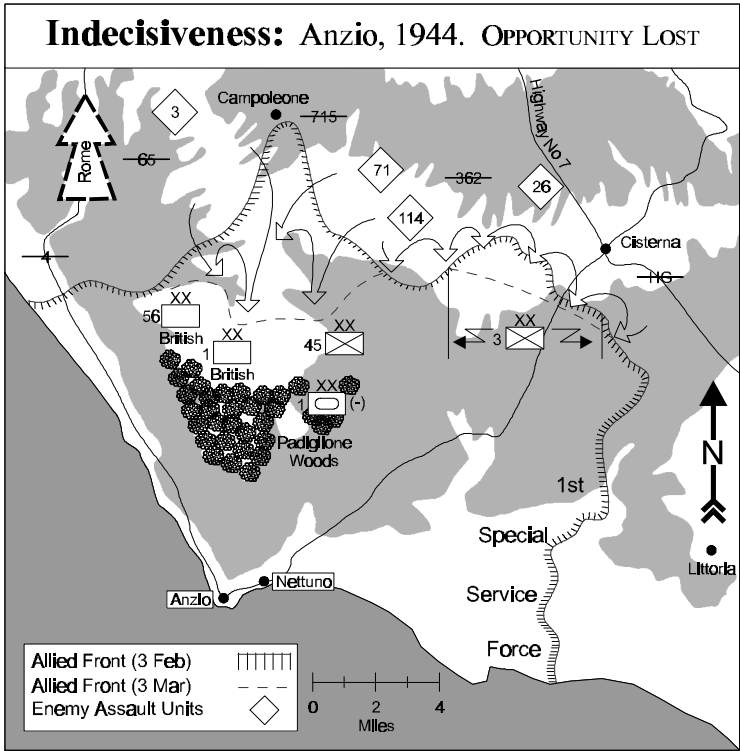 Indecisiveness: Anzio, 1944. OPPORTUNITY LOST
Campoleone
3
715
Highway No 7
Rome
65
71
362
26
114
Cisterna
4
HG
XX
56
British
XX
1
British
XX
45
XX
3
XX
1 (-)
Padiglione
Woods
N
1st
Special
Service
Force
Littoria
Nettuno
Anzio
Allied Front (3 Feb)
Allied Front (3 Mar)
Enemy Assault Units
0 2 4
Miles